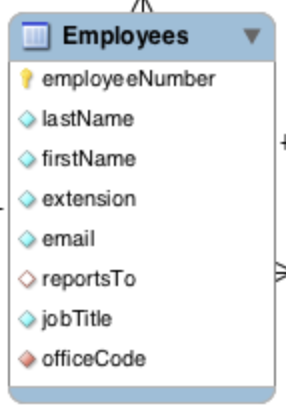 Employees
employeeNumber
lastName
firstName
extension
email
reportsTo
jobTitle
officeCode